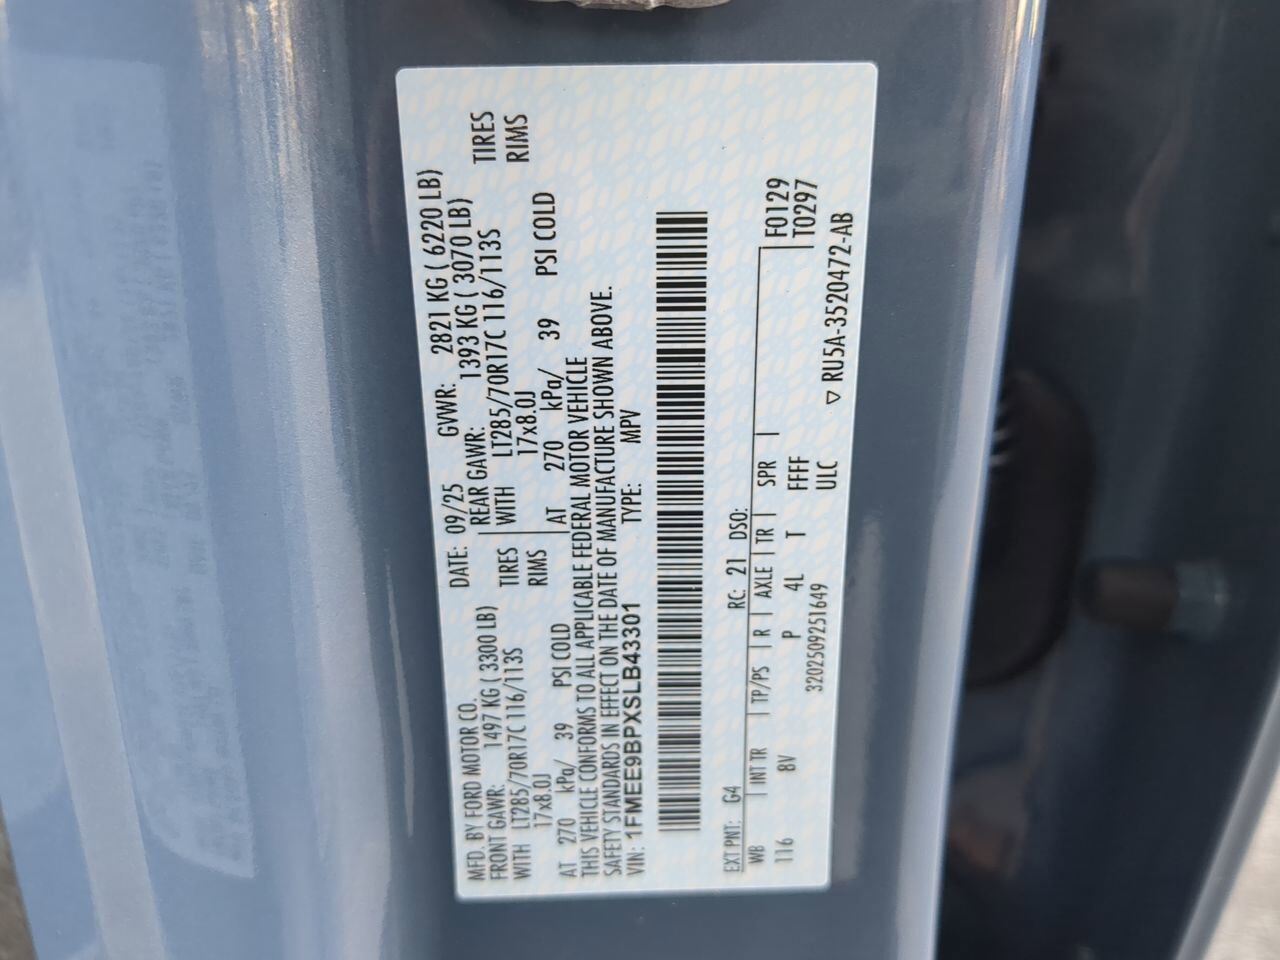 MFD. BY FORD MOTOR CO.
DATE: 09/25 GVWR: 2821 KG ( 6220 LB)
FRONT GAWR: 1497 KG ( 3300 LB) REAR GAWR: 1393 KG ( 3070 LB)
WITH LT285/70R17C 116/113S TIRES WITH LT285/70R17C 116/113S TIRES
17x8.0J RIMS 17x8.0J RIMS
AT 270 kPa/ 39 PSI COLD AT 270 kPa/ 39 PSI COLD
THIS VEHICLE CONFORMS TO ALL APPLICABLE FEDERAL MOTOR VEHICLE
SAFETY STANDARDS IN EFFECT ON THE DATE OF MANUFACTURE SHOWN ABOVE.
VIN: 1FMEE9BPXSLB43301 TYPE: MPV
EXT PNT: G4 RC: 21 DSO:
WB INT TR TP/PS R AXLE TR SPR F0129
116 8V P 4L T FFFF T0297
3202509251649 ULC ▽ RU5A-3520472-AB